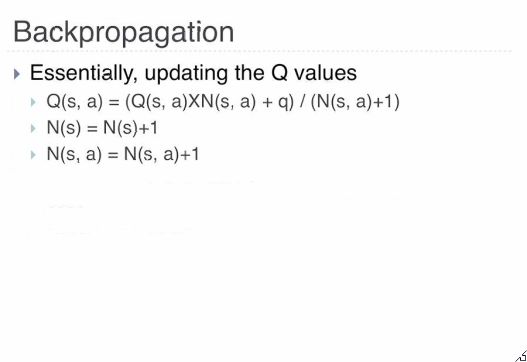 Backpropagation
Essentially, updating the Q values
Q(s, a) = (Q(s, a)XN(s, a) + q) / (N(s, a)+1)
N(s) = N(s)+1
N(s, a) = N(s, a)+1